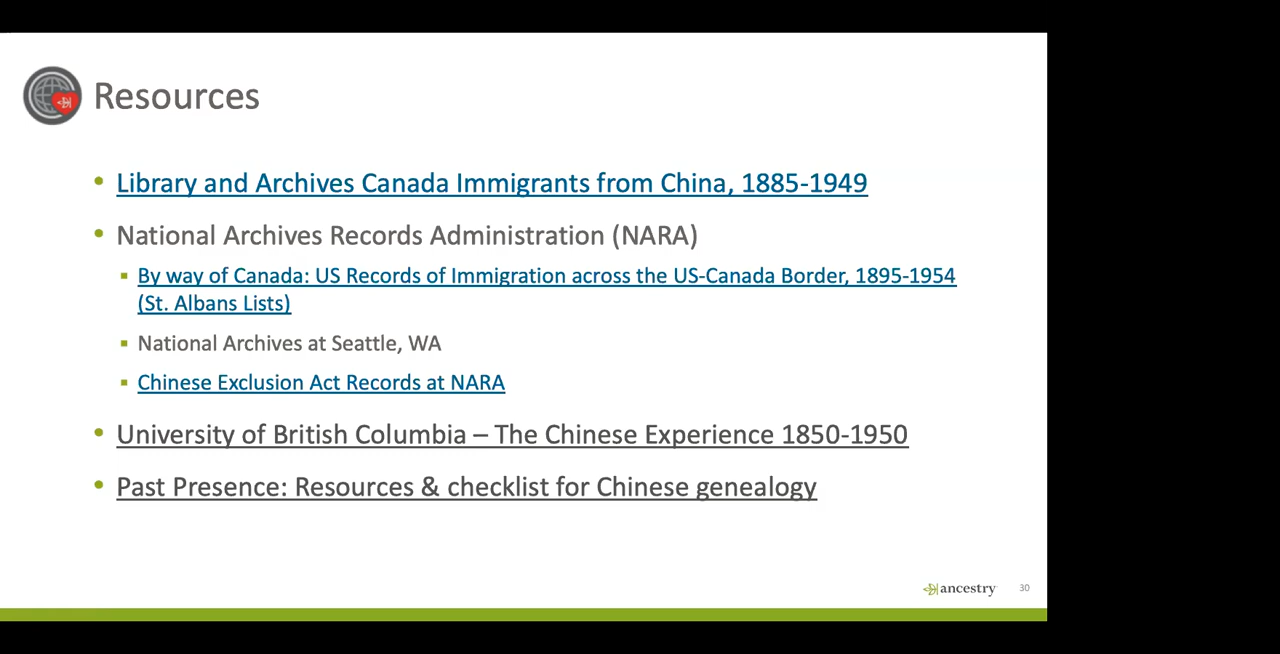 Resources
• Library and Archives Canada Immigrants from China, 1885-1949
• National Archives Records Administration (NARA)
▪ By way of Canada: US Records of Immigration across the US-Canada Border, 1895-1954
(St. Albans Lists)
▪ National Archives at Seattle, WA
▪ Chinese Exclusion Act Records at NARA
• University of British Columbia – The Chinese Experience 1850-1950
• Past Presence: Resources & checklist for Chinese genealogy
ancestry 30